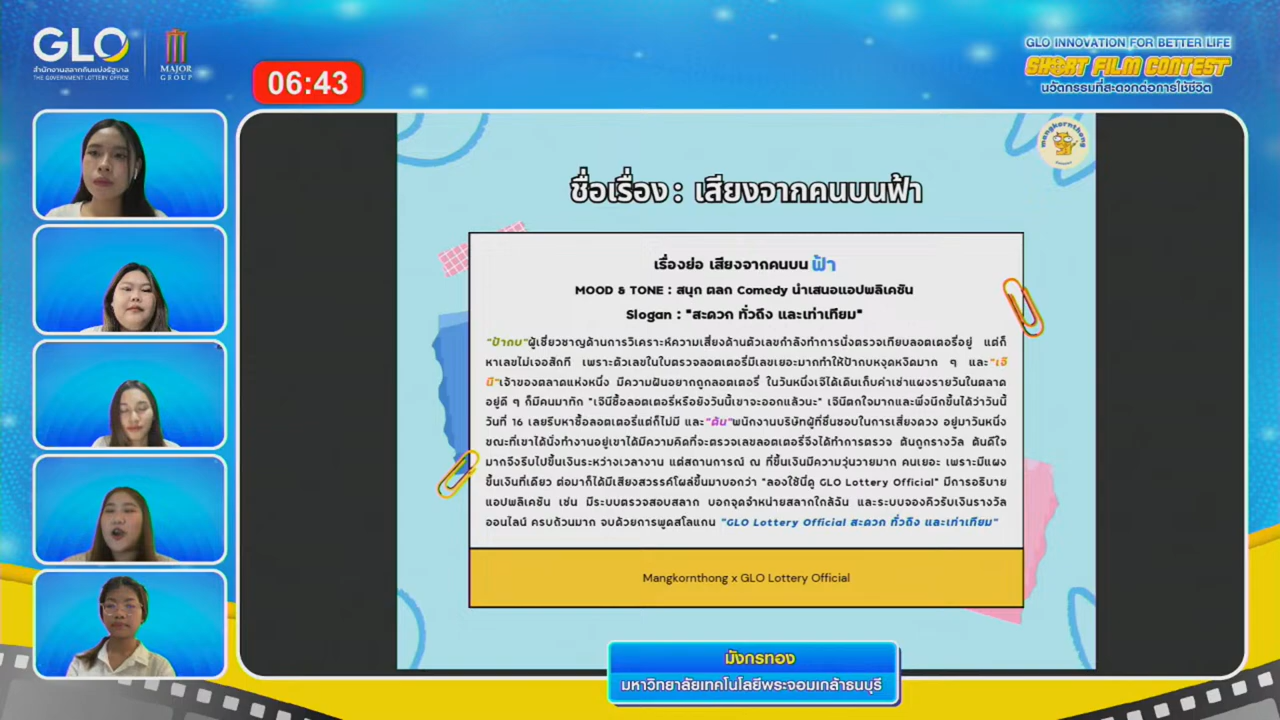 GLO
สำนักงานสลากกินแบ่งรัฐบาล
THE GOVERNMENT LOTTERY OFFICE
MAJOR
GROUP
06:43
GLO INNOVATION FOR BETTER LIFE
SHORT FILM CONTEST
นวัตกรรมที่สะดวกต่อการใช้ชีวิต
mangkornthong
ชื่อเรื่อง : เสียงจากคนบนฟ้า
เรื่องย่อ เสียงจากคนบน ฟ้า
MOOD & TONE : สนุก ตลก Comedy นำเสนอแอปพลิเคชัน
Slogan : "สะดวก ทั่วถึง และเท่าเทียม"
"ป้ากบ"ผู้เชี่ยวชาญด้านการวิเคราะห์ความเสี่ยงด้านตัวเลขกำลังทำการนั่งตรวจเทียบลอตเตอรี่อยู่ แต่ก็
หาเลขไม่เจอสักที เพราะตัวเลขในใบตรวจลอตเตอรี่มีเลขเยอะมากทำให้ป้ากบหงุดหงิดมาก ๆ และ"เจ๊
นี"เจ้าของตลาดแห่งหนึ่ง มีความฝันอยากถูกลอตเตอรี่ ในวันหนึ่งเจ๊ได้เดินเก็บค่าเช่าแผงรายวันในตลาด
อยู่ดี ๆ ก็มีคนมาทัก "เจ๊นีซื้อลอตเตอรี่หรือยังวันนี้เขาจะออกแล้วนะ" เจ๊นีตกใจมากและพึ่งนึกขึ้นได้ว่าวันนี้
วันที่ 16 เลยรีบหาซื้อลอตเตอรี่แต่ก็ไม่มี และ"ต้น"พนักงานบริษัทผู้ที่ชื่นชอบในการเสี่ยงดวง อยู่มาวันหนึ่ง
ขณะที่เขาได้นั่งทำงานอยู่เขาได้มีความคิดที่จะตรวจเลขลอตเตอรี่จึงได้ทำการตรวจ ต้นถูกรางวัล ต้นดีใจ
มากจึงรีบไปขึ้นเงินระหว่างเวลางาน แต่สถานการณ์ ณ ที่ขึ้นเงินมีความวุ่นวายมาก คนเยอะ เพราะมีแผง
ขึ้นเงินที่เดียว ต่อมาก็ได้มีเสียงสวรรค์โผล่ขึ้นมาบอกว่า "ลองใช้นี่ดู GLO Lottery Official" มีการอธิบาย
แอปพลิเคชัน เช่น มีระบบตรวจสอบสลาก บอกจุดจำหน่ายสลากใกล้ฉัน และระบบจองคิวรับเงินรางวัล
ออนไลน์ ครบถ้วนมาก จบด้วยการพูดสโลแกน "GLO Lottery Official สะดวก ทั่วถึง และเท่าเทียม"
Mangkornthong x GLO Lottery Official
มังกรทอง
มหาวิทยาลัยเทคโนโลยีพระจอมเกล้าธนบุรี